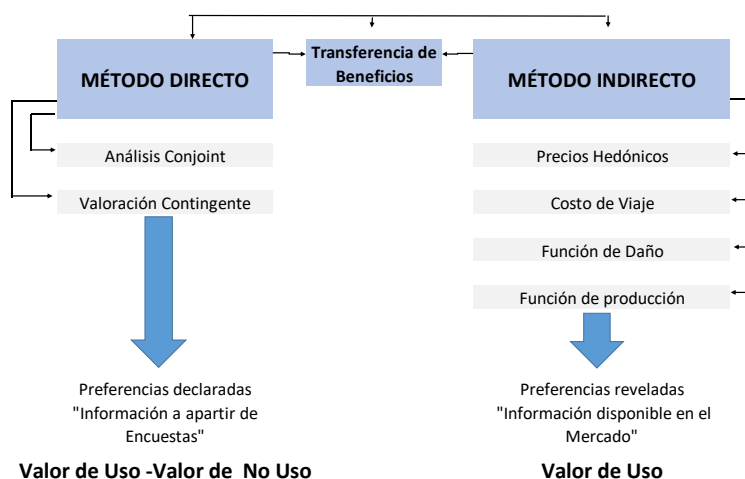 Transferencia de
Beneficios
MÉTODO DIRECTO
Análisis Conjoint
Valoración Contingente
Preferencias declaradas
"Información a apartir de
Encuestas"
Valor de Uso -Valor de No Uso
MÉTODO INDIRECTO
Precios Hedónicos
Costo de Viaje
Función de Daño
Función de producción
Preferencias reveladas
"Información disponible en el
Mercado"
Valor de Uso